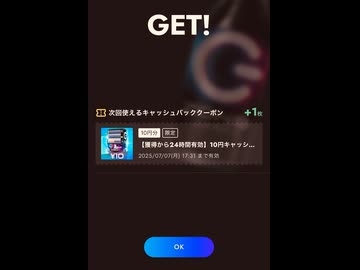 GET!
次回使えるキャッシュバッククーポン
+1枚
10円分 限定
【獲得から24時間有効】10円キャッシ...
2025/07/07(月) 17:31 まで有効
OK